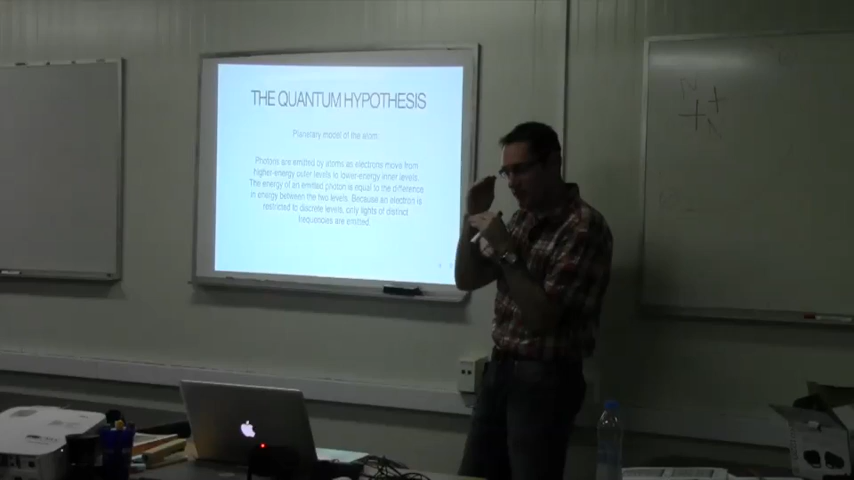 THE QUANTUM HYPOTHESIS
Planetary model of the atom
Photons are emitted by atoms as electrons move from
higher-energy outer levels to lower-energy inner levels.
The energy of an emitted photon is equal to the difference
in energy between the two levels. Because an electron is
restricted to discrete levels, only lights of distinct
frequencies are emitted.